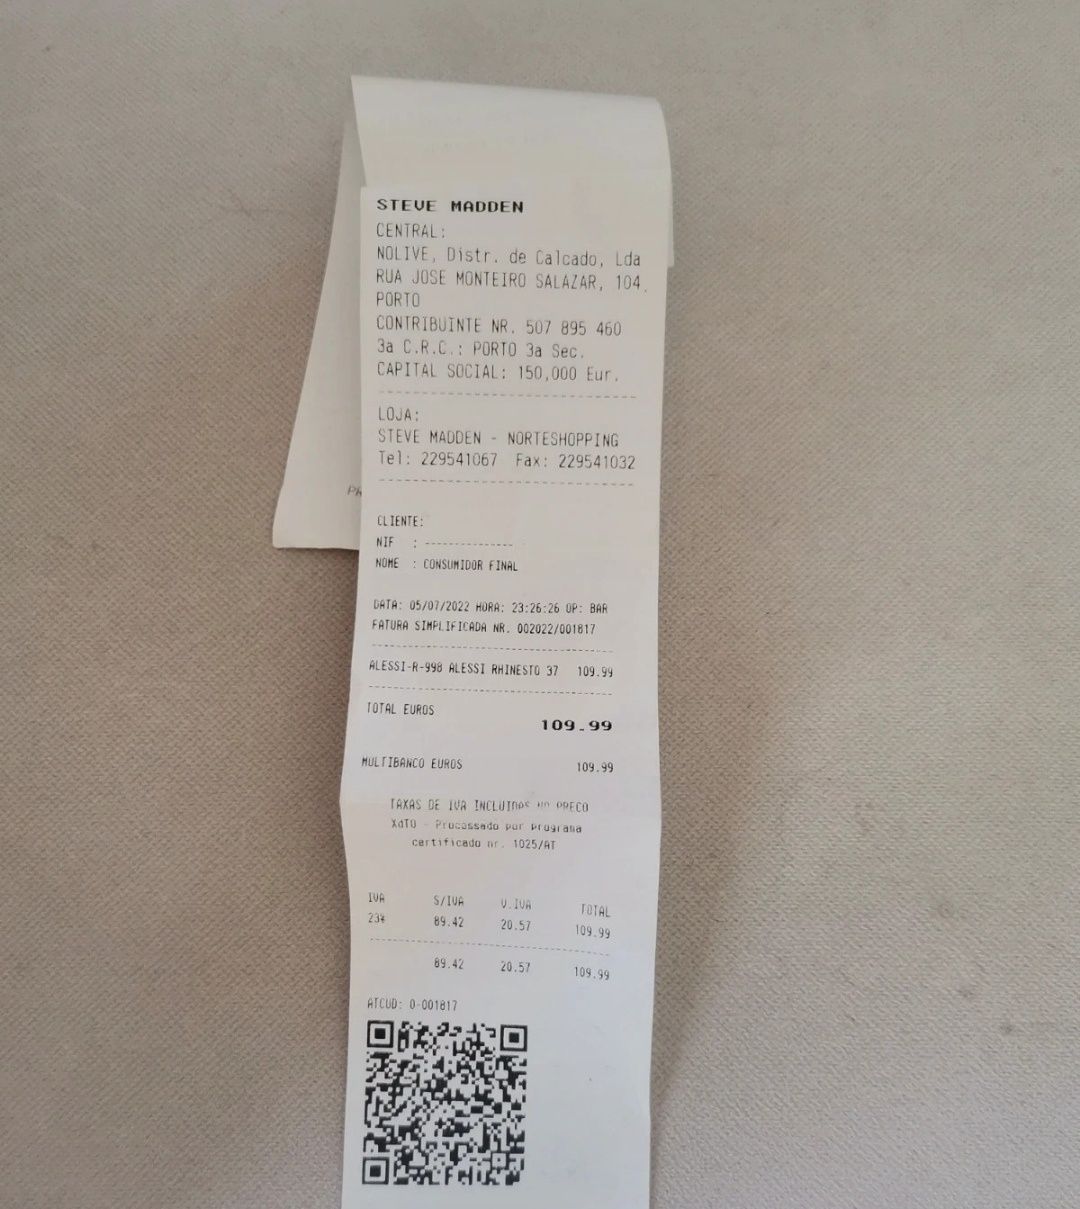 STEVE MADDEN
CENTRAL:
NOLIVE, Distr. de Calcado, Lda
RUA JOSE MONTEIRO SALAZAR, 104.
PORTO
CONTRIBUINTE NR. 507 895 460
3a C.R.C.: PORTO 3a Sec.
CAPITAL SOCIAL: 150,000 Eur.
LOJA:
STEVE MADDEN - NORTESHOPPING
Tel: 229541067 Fax: 229541032
CLIENTE:
NIF : ---------------
NOME : CONSUMIDOR FINAL
DATA: 05/07/2022 HORA: 23:26:26 OP: BAR
FATURA SIMPLIFICADA NR. 002022/001817
ALESSI-R-998 ALESSI RHINESTO 37 109.99
TOTAL EUROS
109.99
MULTIBANCO EUROS 109.99
TAXAS DE IVA INCLUIDAS NO PRECO
XdTO - Processado por programa
certificado nr. 1025/AT
IVA S/IVA V.IVA TOTAL
23% 89.42 20.57 109.99
89.42 20.57 109.99
ATCUD: 0-001817